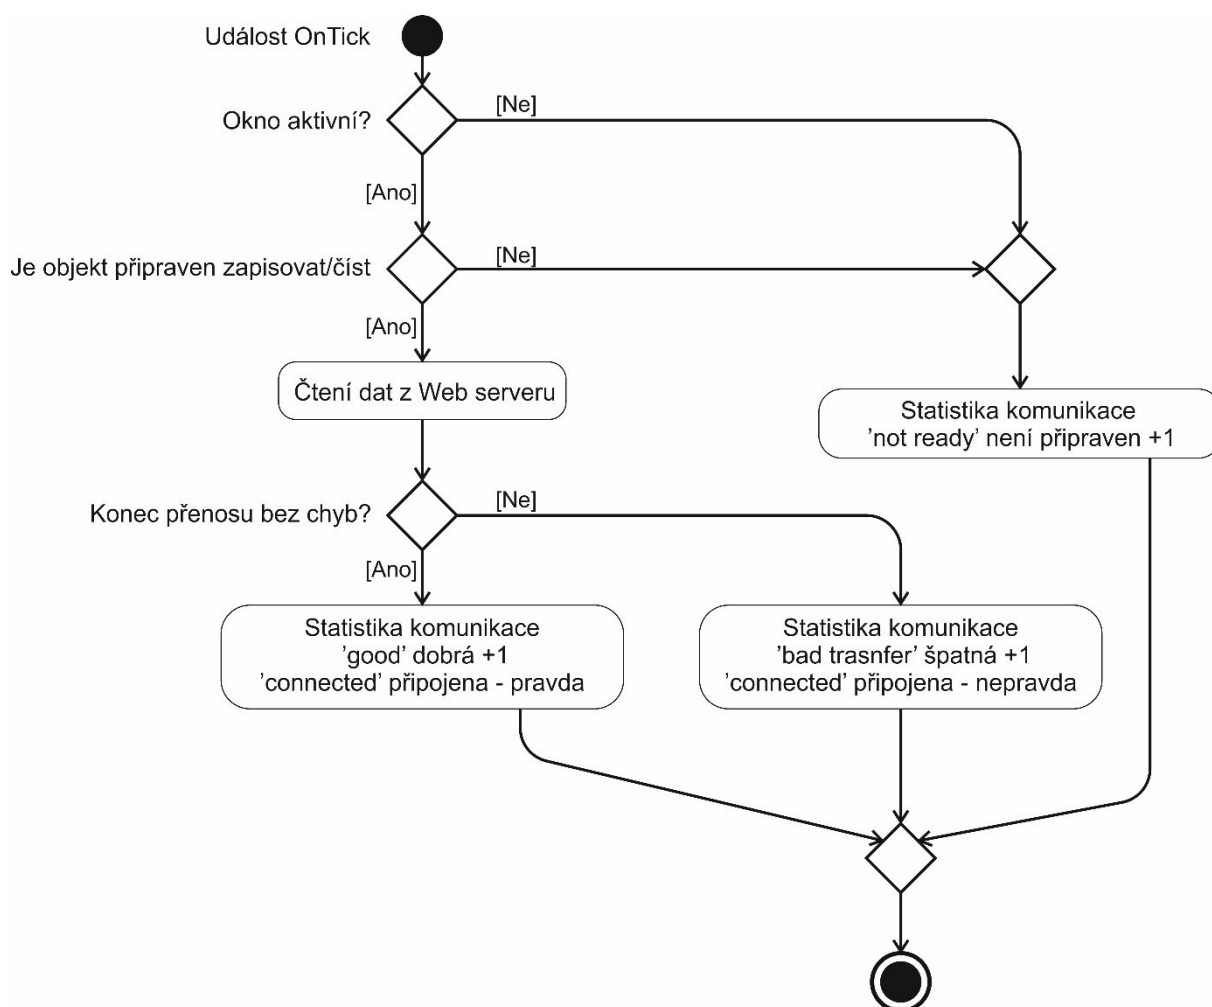 Událost OnTick
[Ne]
Okno aktivní?
[Ano]
[Ne]
Je objekt připraven zapisovat/číst
[Ano]
Čtení dat z Web serveru
Statistika komunikace
’not ready’ není připraven +1
[Ne]
Konec přenosu bez chyb?
[Ano]
Statistika komunikace
’good’ dobrá +1
’connected’ připojena - pravda
Statistika komunikace
’bad trasnfer’ špatná +1
’connected’ připojena - nepravda